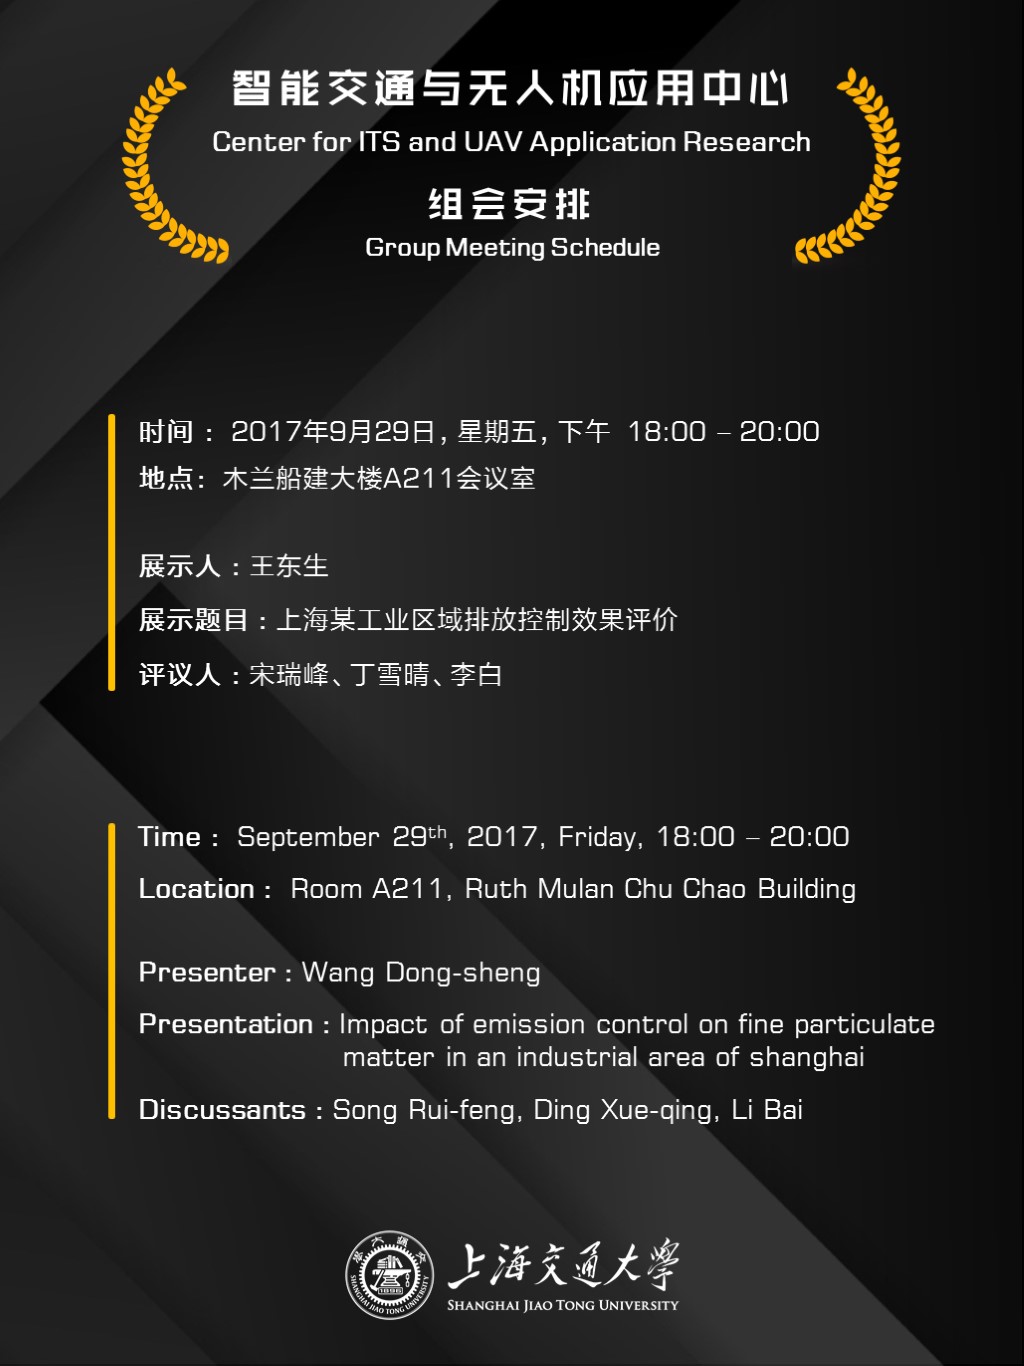 智能交通与无人机应用中心
Center for ITS and UAV Application Research
组会安排
Group Meeting Schedule
时间： 2017年9月29日, 星期五, 下午 18:00 – 20:00
地点：木兰船建大楼A211会议室
展示人：王东生
展示题目：上海某工业区域排放控制效果评价
评议人：宋瑞峰、丁雪晴、李白
Time : September 29th, 2017, Friday, 18:00 – 20:00
Location : Room A211, Ruth Mulan Chu Chao Building
Presenter : Wang Dong-sheng
Presentation : Impact of emission control on fine particulate
matter in an industrial area of shanghai
Discussants : Song Rui-feng, Ding Xue-qing, Li Bai
上海交通大學
SHANGHAI JIAO TONG UNIVERSITY
1896
SHANGHAI JIAO TONG UNIVERSITY